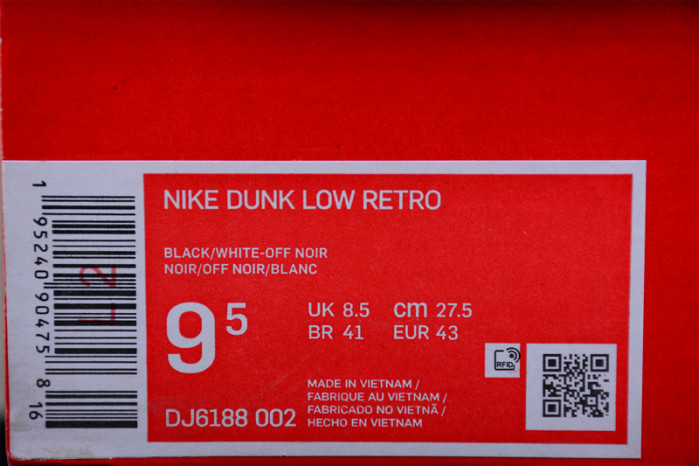 NIKE DUNK LOW RETRO
BLACK/WHITE-OFF NOIR
NOIR/OFF NOIR/BLANC
9 5
UK 8.5 cm 27.5
BR 41 EUR 43
RFID
MADE IN VIETNAM /
FABRIQUE AU VIETNAM /
FABRICADO NO VIETNÃ /
HECHO EN VIETNAM
DJ6188 002
1 95240 90475 8 16
L2